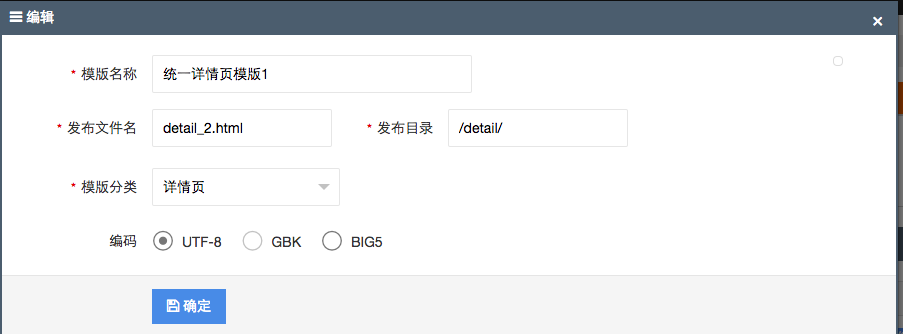 编辑
* 模版名称 统一详情页模版1
* 发布文件名 detail_2.html * 发布目录 /detail/
* 模版分类 详情页
编码 UTF-8 GBK BIG5
确定